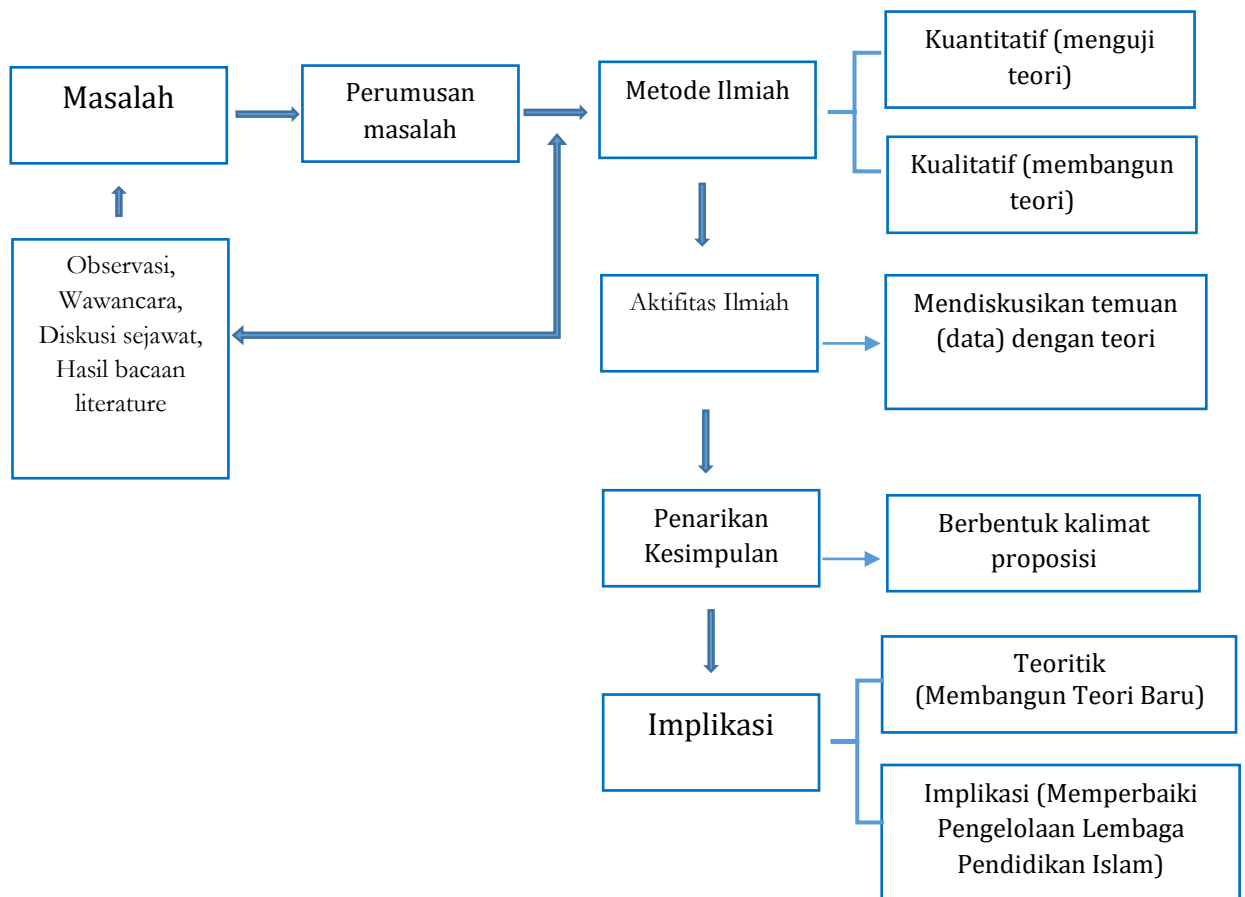 Masalah
Perumusan
masalah
Metode Ilmiah
Kuantitatif (menguji
teori)
Kualitatif (membangun
teori)
Observasi,
Wawancara,
Diskusi sejawat,
Hasil bacaan
literature
Aktifitas Ilmiah
Mendiskusikan temuan
(data) dengan teori
Penarikan
Kesimpulan
Berbentuk kalimat
proposisi
Implikasi
Teoritik
(Membangun Teori Baru)
Implikasi (Memperbaiki
Pengelolaan Lembaga
Pendidikan Islam)